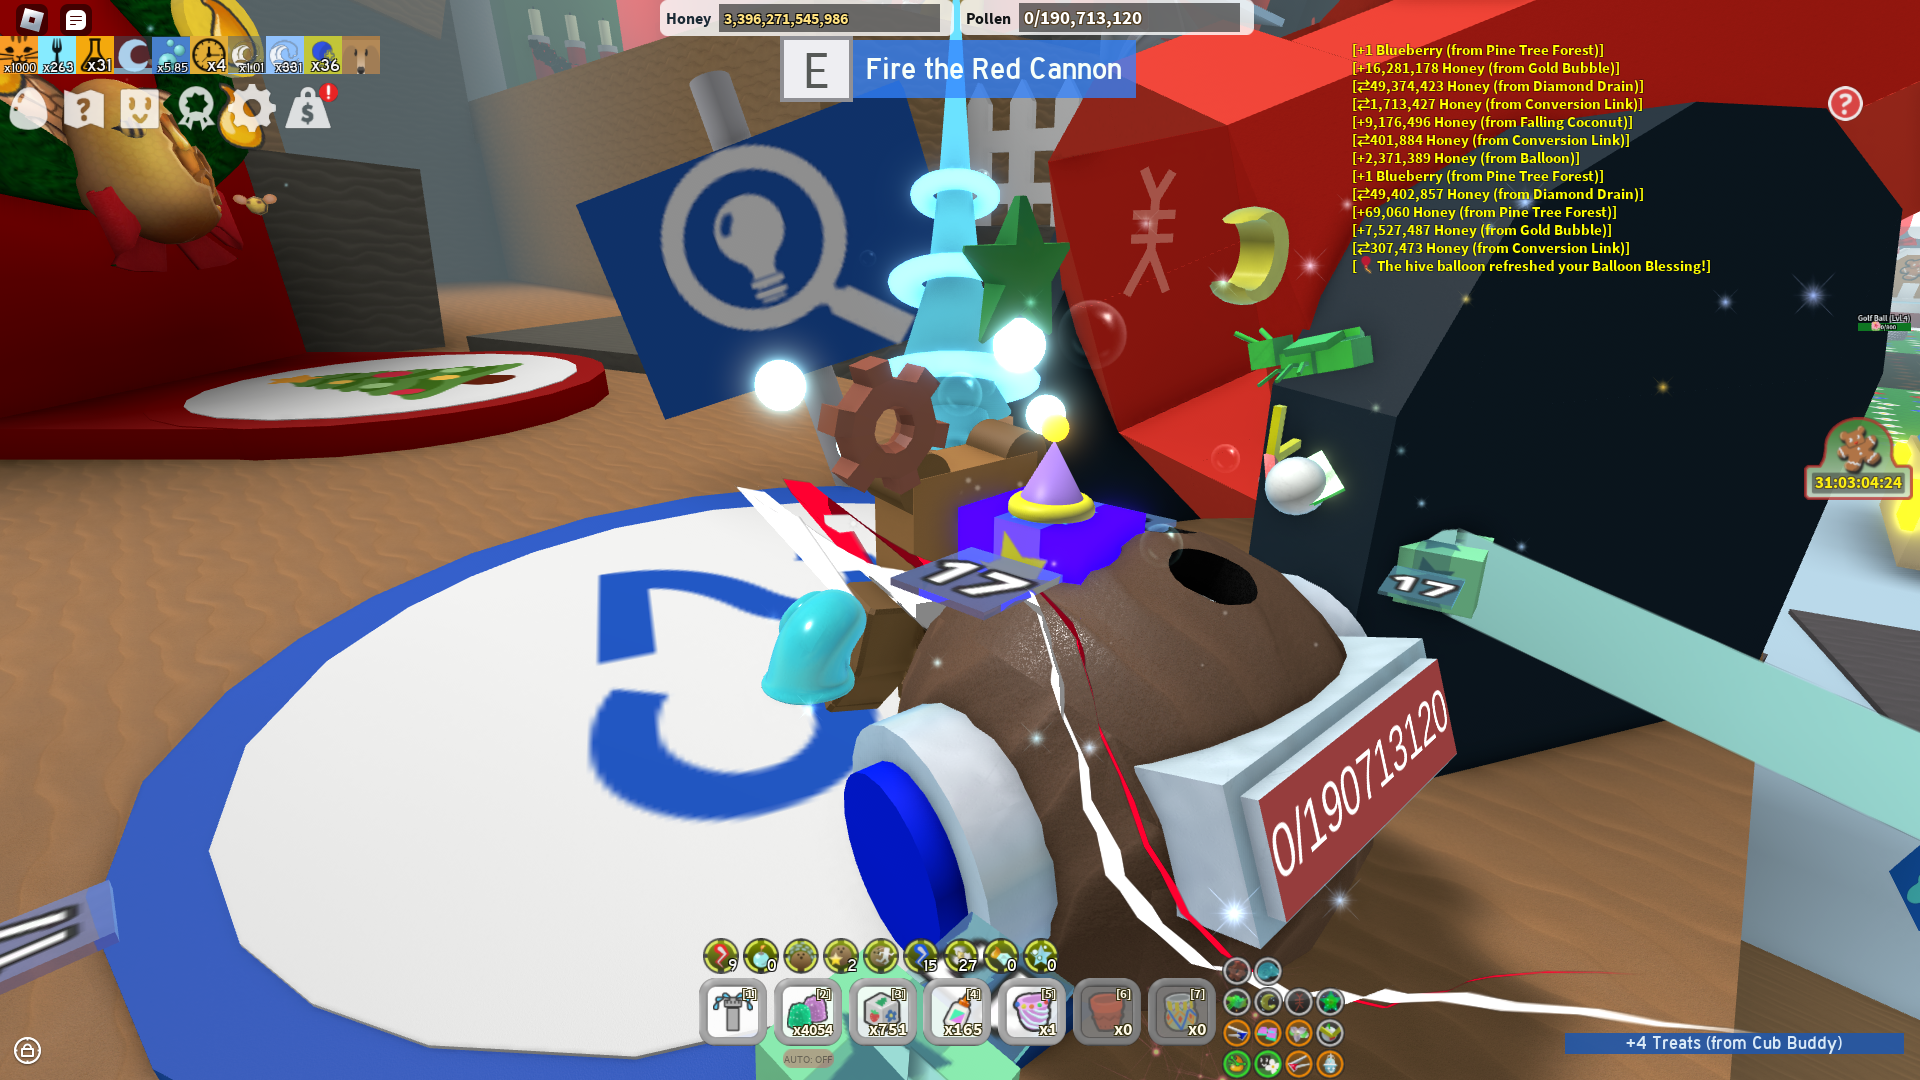 Honey 3,396,271,545,986
Pollen 0/190,713,120
E Fire the Red Cannon
x1000 x263 x31 x5.85 x4 x1.01 x331 x36
[+1 Blueberry (from Pine Tree Forest)]
[+16,281,178 Honey (from Gold Bubble)]
[⇄49,374,423 Honey (from Diamond Drain)]
[⇄1,713,427 Honey (from Conversion Link)]
[+9,176,496 Honey (from Falling Coconut)]
[⇄401,884 Honey (from Conversion Link)]
[+2,371,389 Honey (from Balloon)]
[+1 Blueberry (from Pine Tree Forest)]
[⇄49,402,857 Honey (from Diamond Drain)]
[+69,060 Honey (from Pine Tree Forest)]
[+7,527,487 Honey (from Gold Bubble)]
[⇄307,473 Honey (from Conversion Link)]
[ The hive balloon refreshed your Balloon Blessing!]
Golf Ball (Lvl.4)
31:03:04:24
17
17
0/190713120
9 0 2 15 27 0 0
[1] [2] [3] [4] [5] [6] [7]
x4054 x751 x165 x1 x0 x0
AUTO: OFF
+4 Treats (from Cub Buddy)